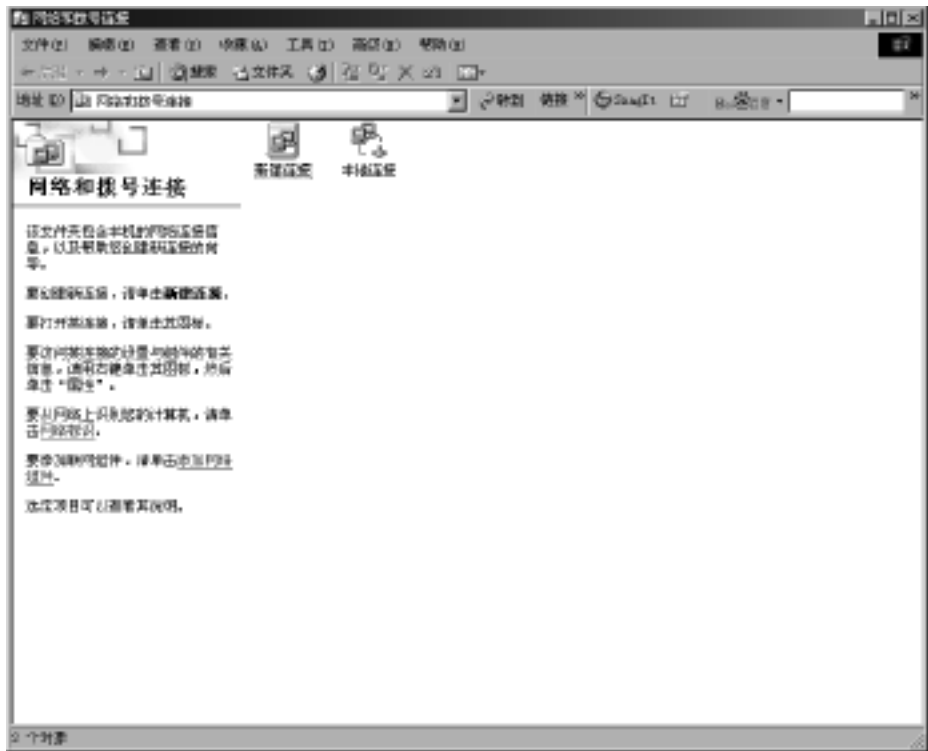 网络和拨号连接
文件(F) 编辑(E) 查看(V) 收藏(A) 工具(T) 高级(N) 帮助(H)
搜索 文件夹
地址(D) 网络和拨号连接 转到 链接 » SnagIt »
新建连接 本地连接
网络和拨号连接
该文件夹包含本机的网络连接信
息，以及帮助您创建新连接的向
导。
要创建新连接，请单击新建连接。
要打开某连接，请单击其图标。
要访问某连接的设置与组件的有关
信息，请用右键单击其图标，然后
单击“属性”。
要从网络上识别您的计算机，请单
击网络标识。
要添加联网组件，请单击添加网络
组件。
选定项目可以查看其说明。
2 个对象